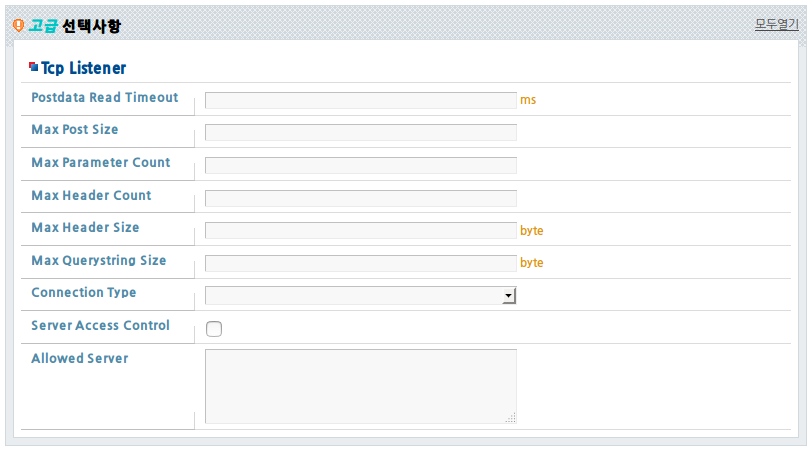 고급 선택사항
모두열기
Tcp Listener
Postdata Read Timeout ms
Max Post Size
Max Parameter Count
Max Header Count
Max Header Size byte
Max Querystring Size byte
Connection Type
Server Access Control
Allowed Server